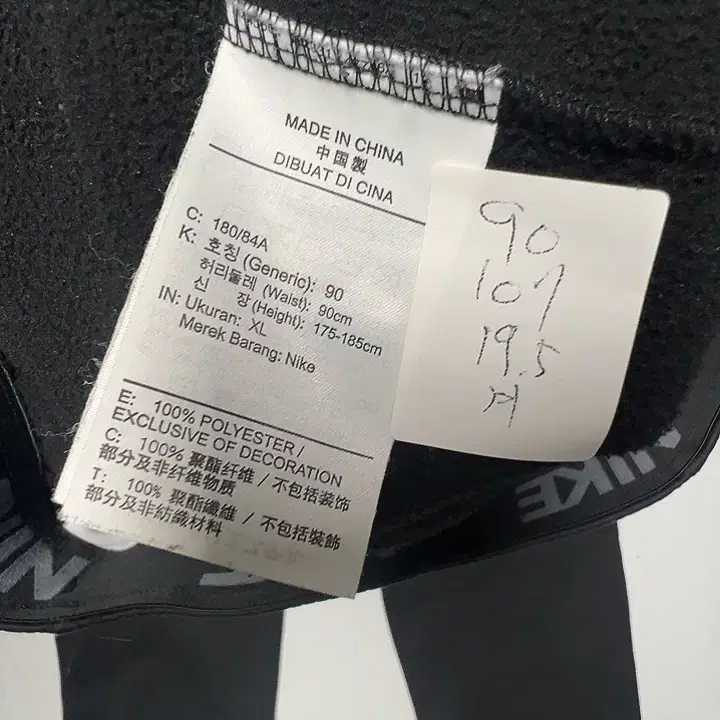 MADE IN CHINA
中国製
DIBUAT DI CINA
C: 180/84A
K: 호칭 (Generic): 90
허리둘레 (Waist): 90cm
신 장 (Height): 175-185cm
IN: Ukuran: XL
Merek Barang: Nike
E: 100% POLYESTER /
EXCLUSIVE OF DECORATION
C: 100% 聚酯纤维 / 不包括装饰
部分及非纤维物质
T: 100% 聚酯纖維 / 不包括裝飾
部分及非紡織材料
90
107
19.5
NIKE